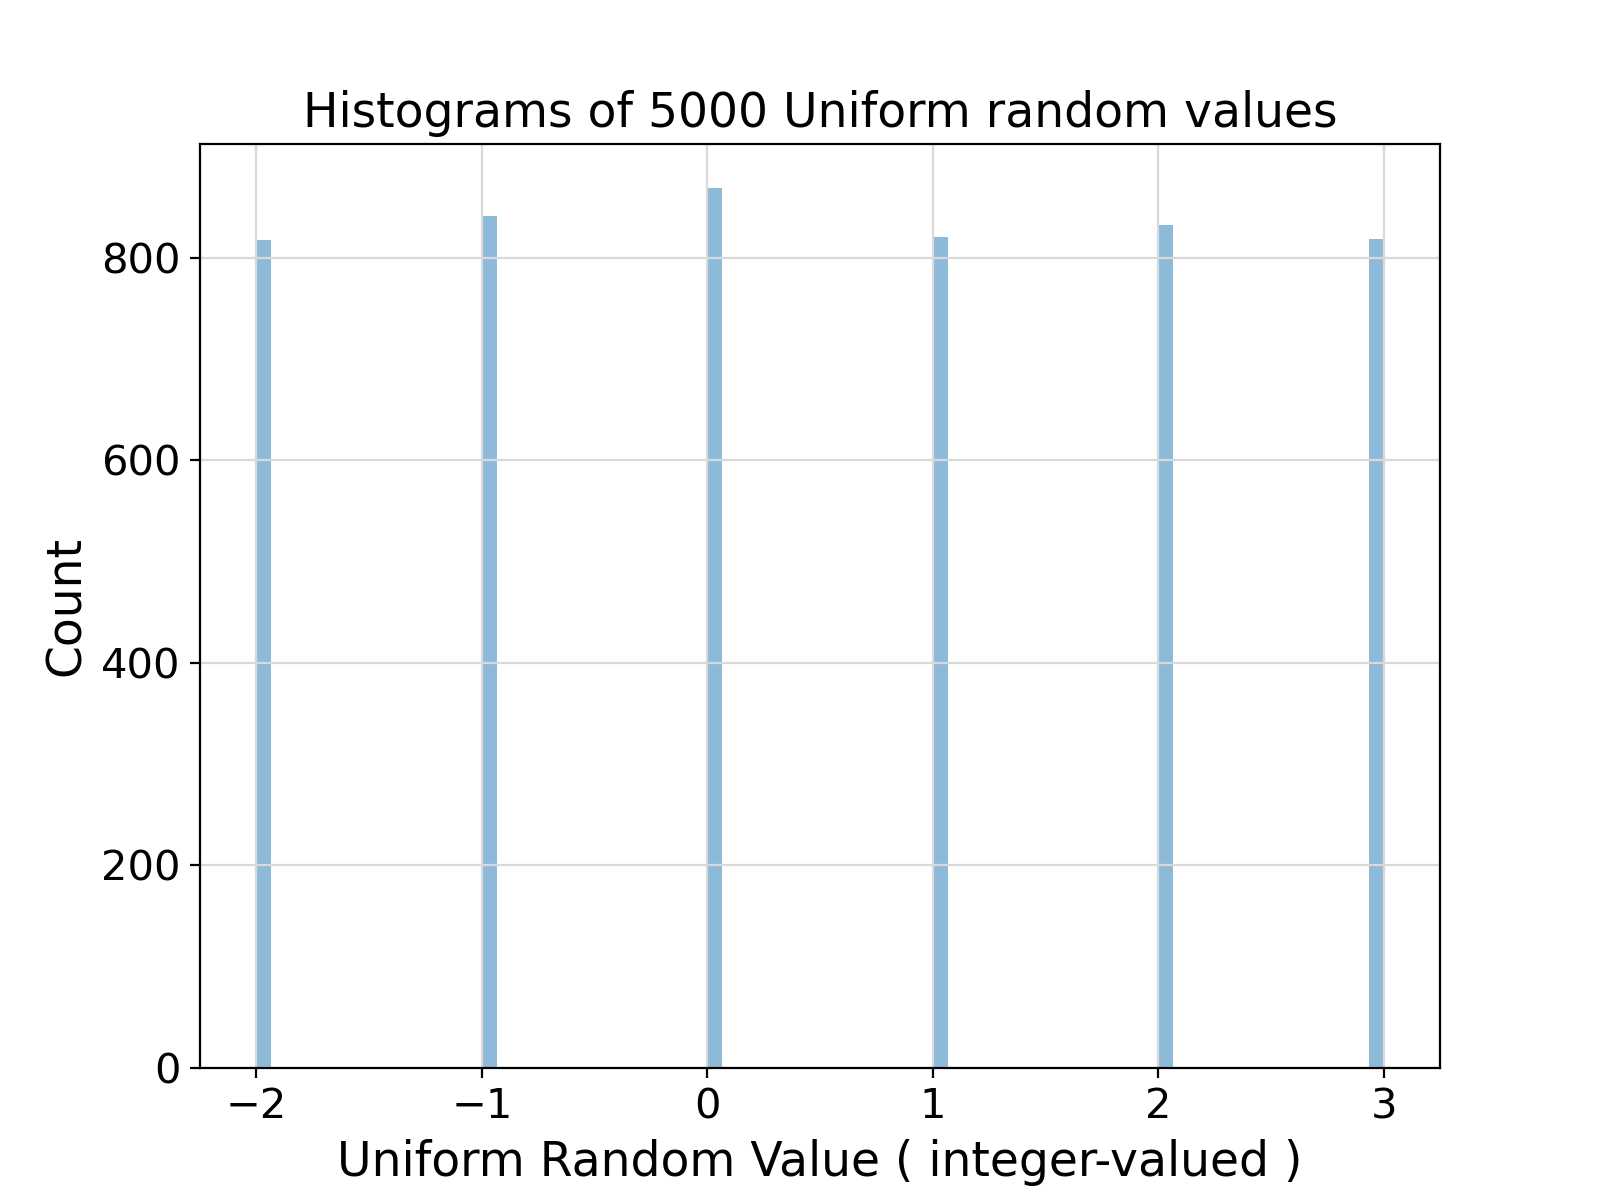 Histograms of 5000 Uniform random values
800
600
400
200
0
Count
−2 −1 0 1 2 3
Uniform Random Value ( integer-valued )